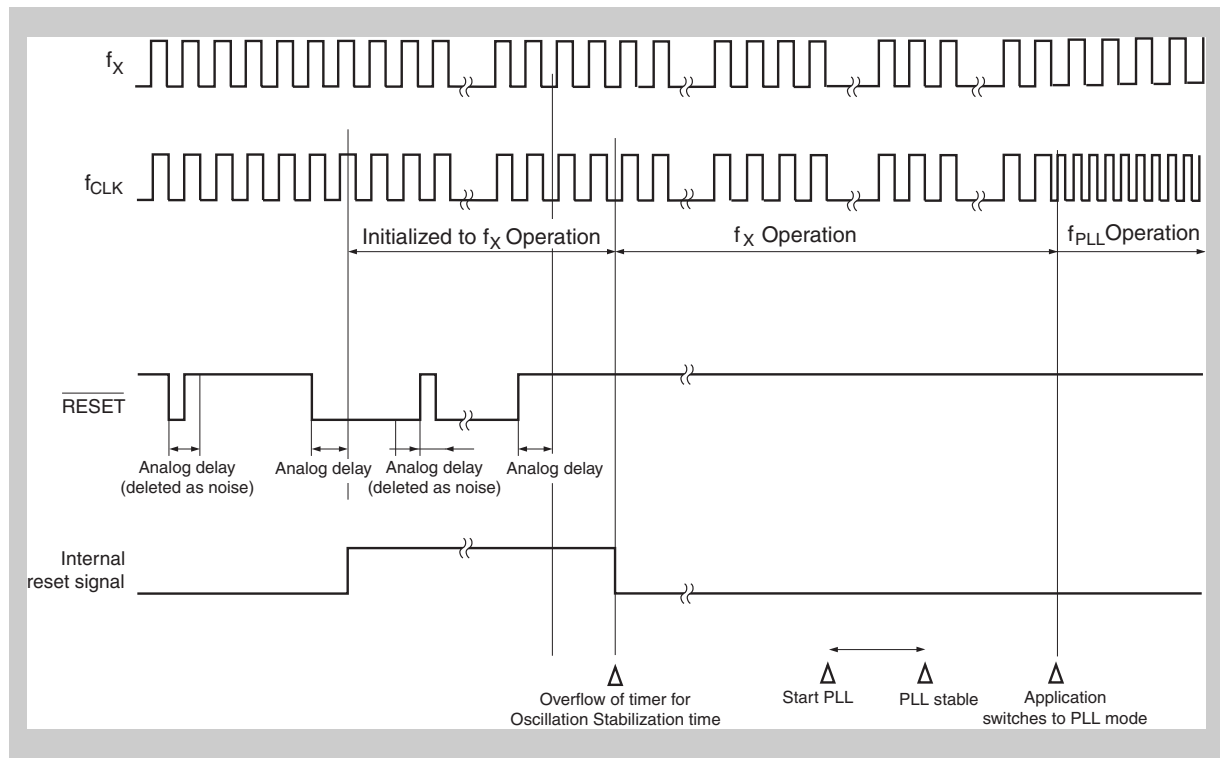 fX
fCLK
Initialized to fX Operation
fX Operation
fPLL Operation
RESET
Analog delay
(deleted as noise)
Analog delay
Analog delay
(deleted as noise)
Analog delay
Internal
reset signal
Overflow of timer for
Oscillation Stabilization time
Start PLL
PLL stable
Application
switches to PLL mode